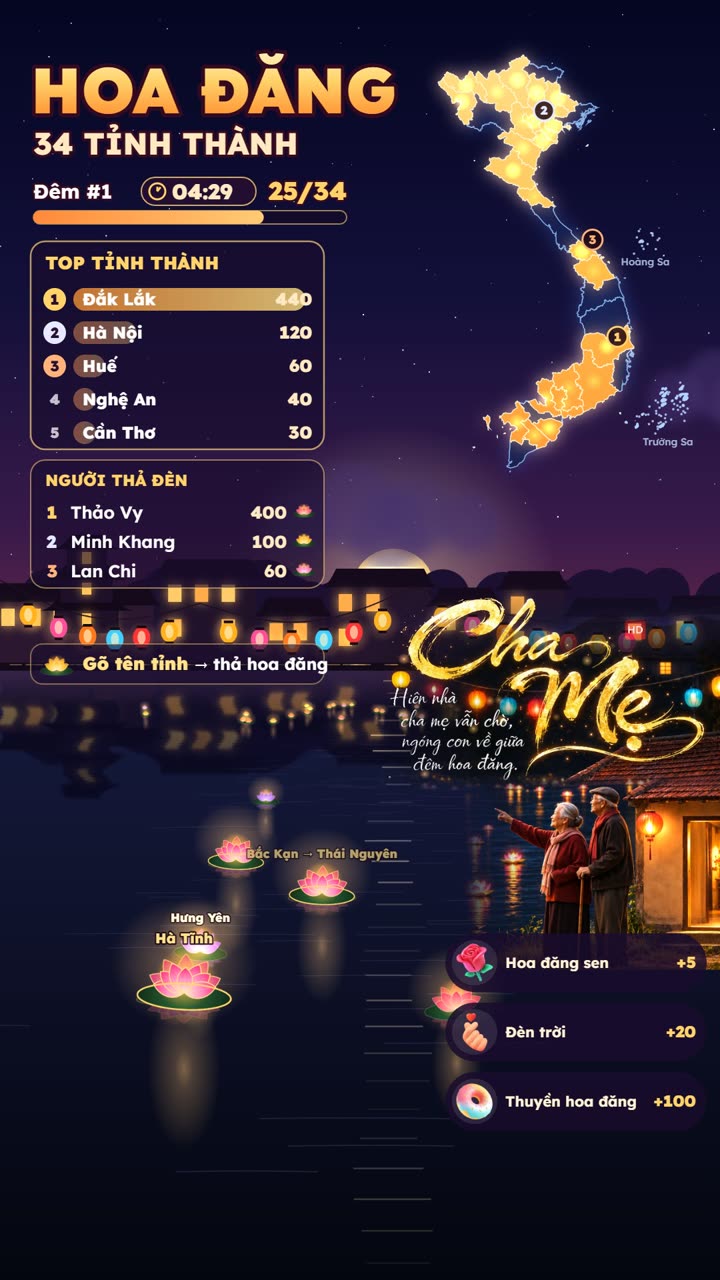 HOA ĐĂNG
34 TỈNH THÀNH
Đêm #1
04:29
25/34
TOP TỈNH THÀNH
1 Đắk Lắk 440
2 Hà Nội 120
3 Huế 60
4 Nghệ An 40
5 Cần Thơ 30
NGƯỜI THẢ ĐÈN
1 Thảo Vy 400
2 Minh Khang 100
3 Lan Chi 60
Gõ tên tỉnh → thả hoa đăng
2
3
1
Hoàng Sa
Trường Sa
HD
Cha
Mẹ
Hiên nhà
cha mẹ vẫn chờ,
ngóng con về giữa
đêm hoa đăng.
Bắc Kạn → Thái Nguyên
Hưng Yên
Hà Tĩnh
Hoa đăng sen +5
Đèn trời +20
Thuyền hoa đăng +100